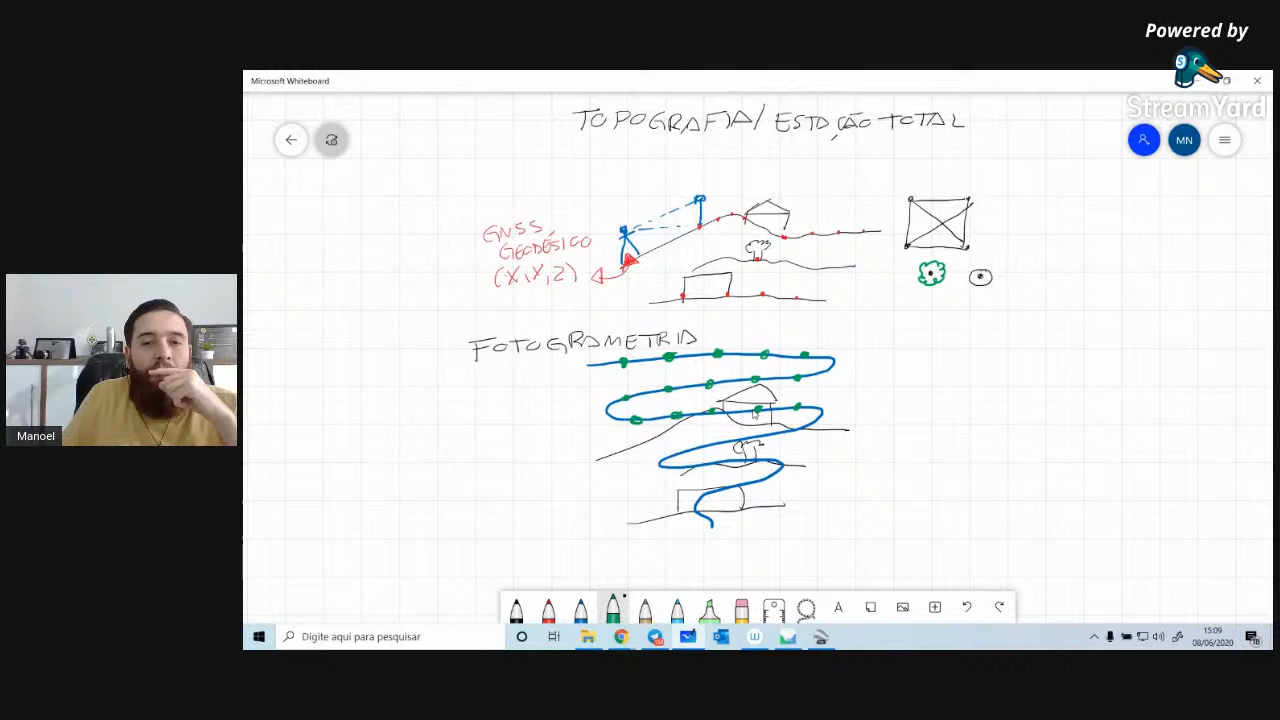 Powered by
StreamYard
Microsoft Whiteboard
TOPOGRAFIA/ ESTAÇÃO TOTAL
MN
GNSS
GEODÉSICO
(X,Y,Z)
FOTOGRAMETRIA
Manoel
Digite aqui para pesquisar
15:09
08/06/2020
18